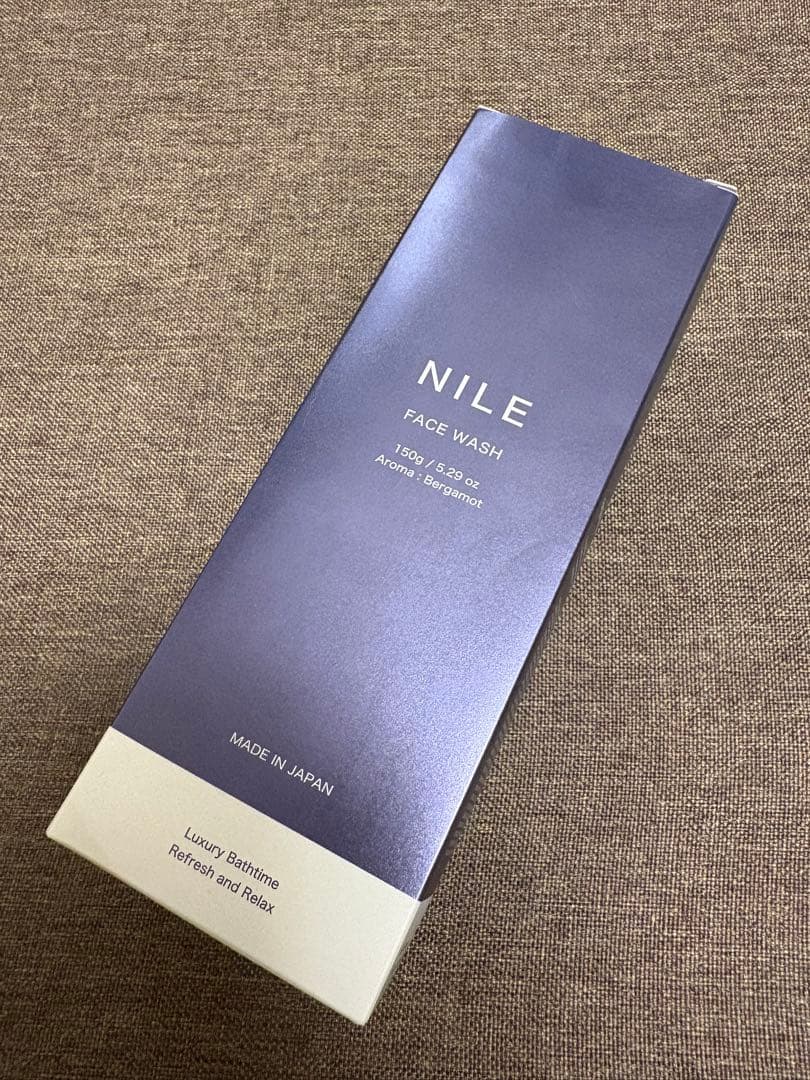 NILE
FACE WASH
150g / 5.29 oz
Aroma : Bergamot
MADE IN JAPAN
Luxury Bathtime
Refresh and Relax